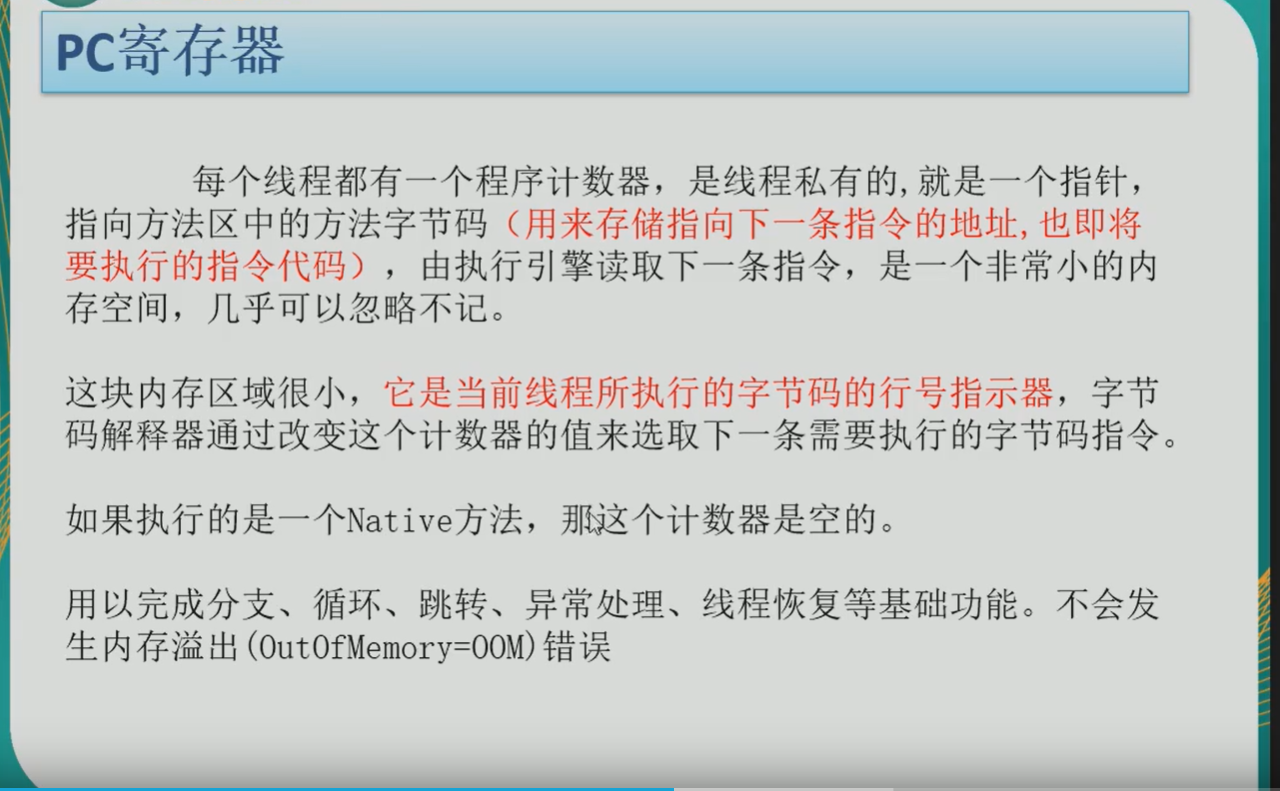 PC寄存器
每个线程都有一个程序计数器，是线程私有的,就是一个指针，
指向方法区中的方法字节码（用来存储指向下一条指令的地址,也即将
要执行的指令代码），由执行引擎读取下一条指令，是一个非常小的内
存空间，几乎可以忽略不记。
这块内存区域很小，它是当前线程所执行的字节码的行号指示器，字节
码解释器通过改变这个计数器的值来选取下一条需要执行的字节码指令。
如果执行的是一个Native方法，那这个计数器是空的。
用以完成分支、循环、跳转、异常处理、线程恢复等基础功能。不会发
生内存溢出(OutOfMemory=OOM)错误